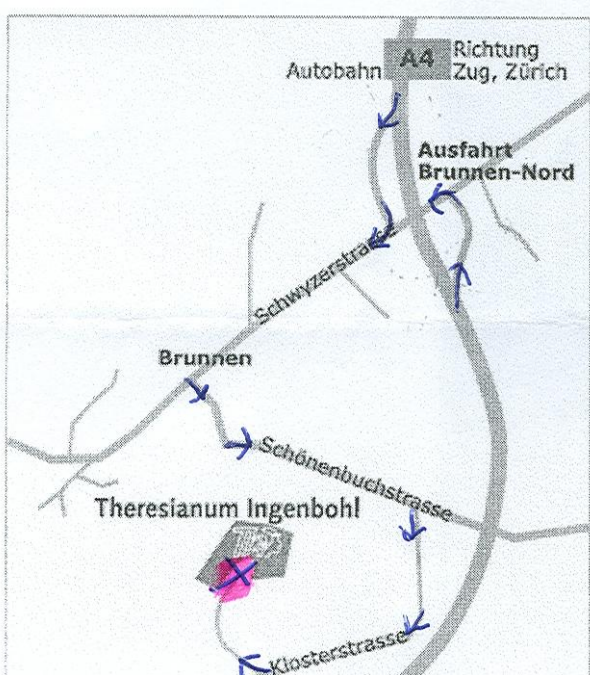 Autobahn A4 Richtung
Zug, Zürich
Ausfahrt
Brunnen-Nord
Schwyzerstrasse
Brunnen
Schönenbuchstrasse
Theresianum Ingenbohl
Klosterstrasse